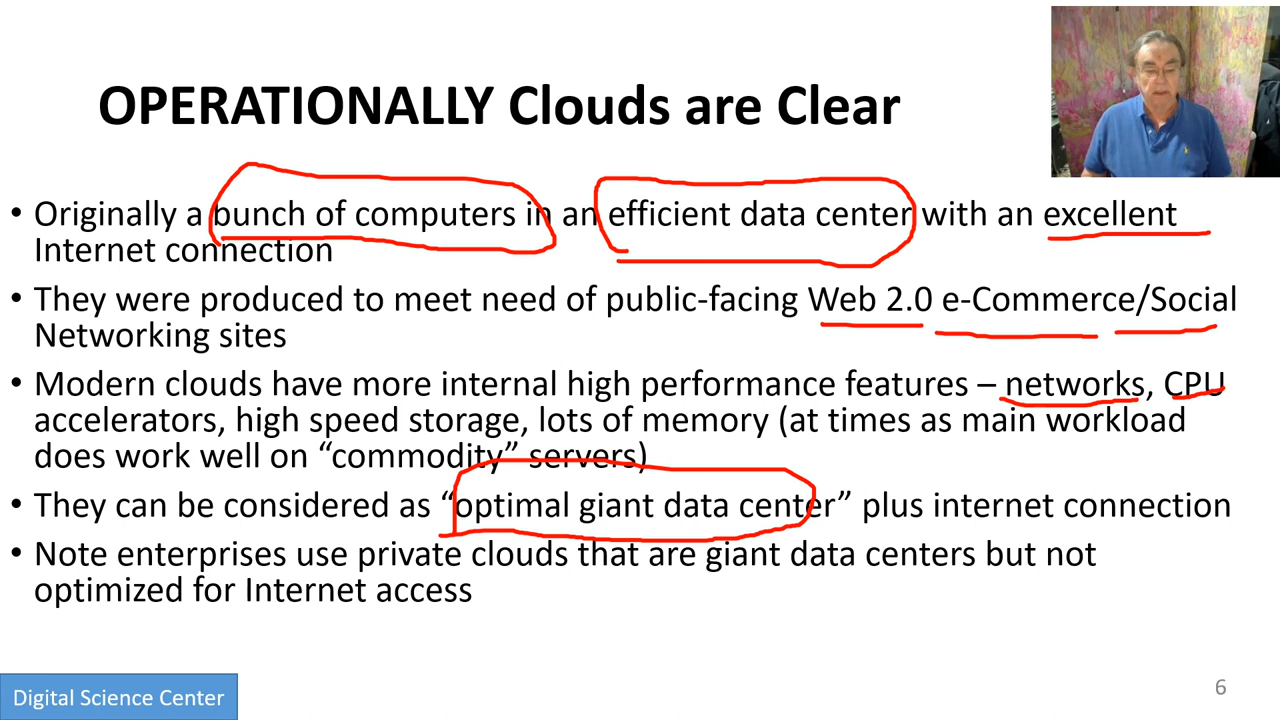 OPERATIONALLY Clouds are Clear
• Originally a bunch of computers in an efficient data center with an excellent
Internet connection
• They were produced to meet need of public-facing Web 2.0 e-Commerce/Social
Networking sites
• Modern clouds have more internal high performance features – networks, CPU
accelerators, high speed storage, lots of memory (at times as main workload
does work well on “commodity” servers)
• They can be considered as “optimal giant data center” plus internet connection
• Note enterprises use private clouds that are giant data centers but not
optimized for Internet access
Digital Science Center
6